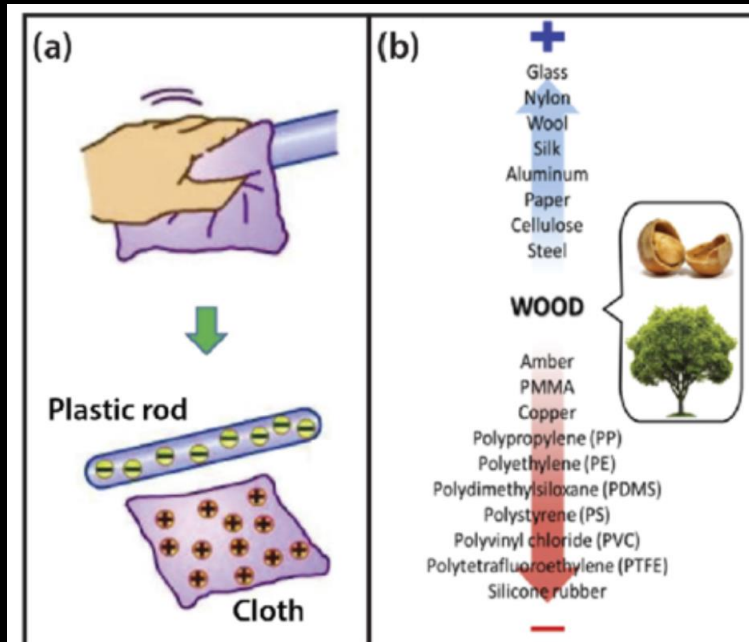 (a)
Plastic rod
Cloth
(b)
+
Glass
Nylon
Wool
Silk
Aluminum
Paper
Cellulose
Steel
WOOD
Amber
PMMA
Copper
Polypropylene (PP)
Polyethylene (PE)
Polydimethylsiloxane (PDMS)
Polystyrene (PS)
Polyvinyl chloride (PVC)
Polytetrafluoroethylene (PTFE)
Silicone rubber
−